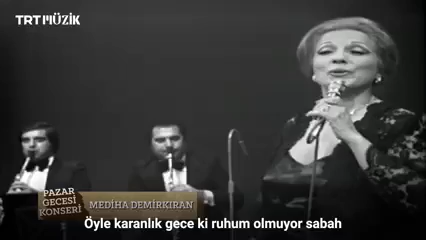 TRT MÜZİK
PAZAR
GECESİ
KONSERİ
MEDİHA DEMİRKIRAN
Öyle karanlık gece ki ruhum olmuyor sabah